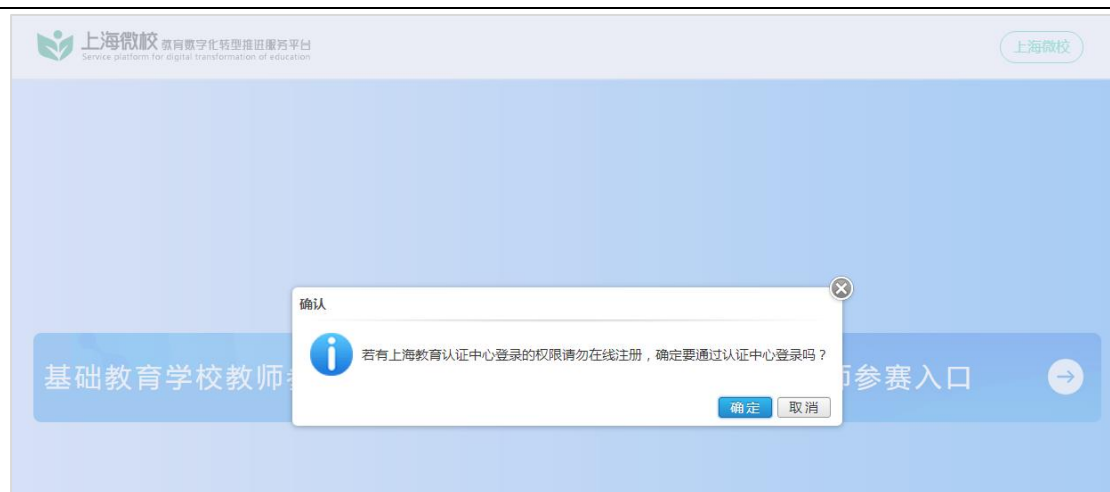 上海微校 教育数字化转型推进服务平台
Service platform for digital transformation of education
上海微校
确认
若有上海教育认证中心登录的权限请勿在线注册，确定要通过认证中心登录吗？
基础教育学校教师
师参赛入口
确定
取消